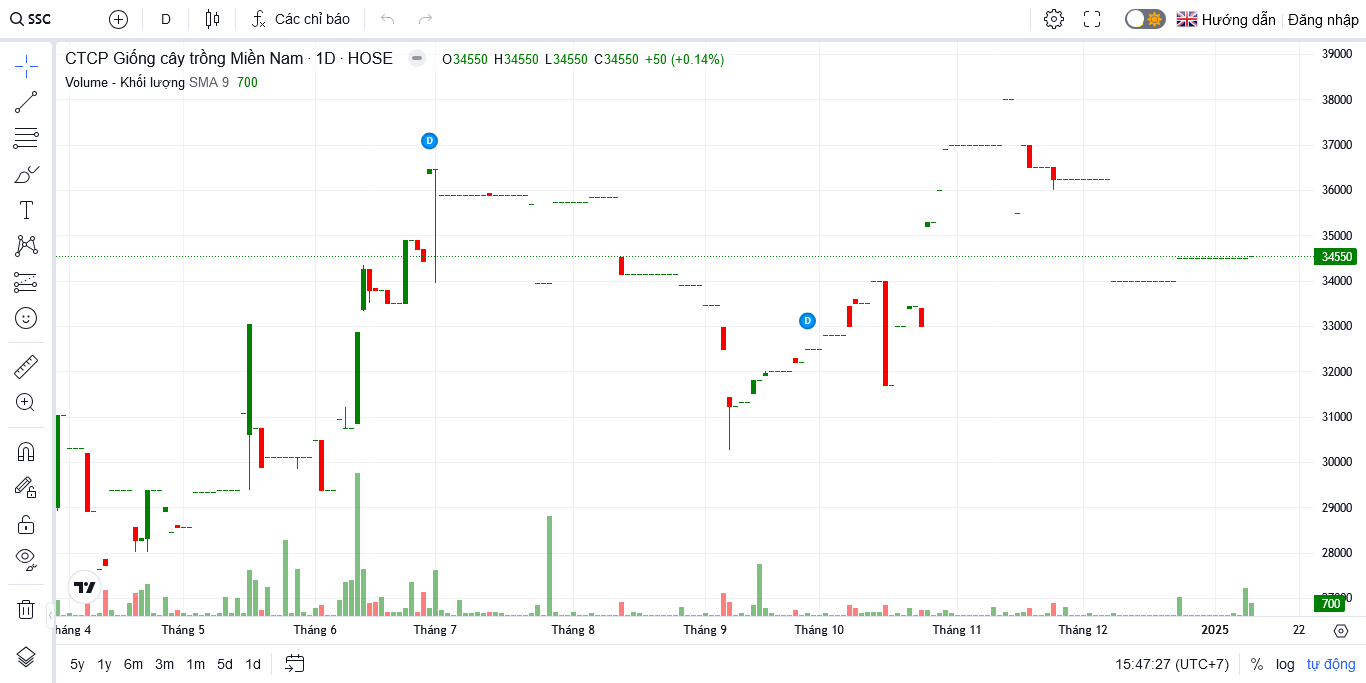 SSC D Các chỉ báo Hướng dẫn Đăng nhập
CTCP Giống cây trồng Miền Nam · 1D · HOSE O34550 H34550 L34550 C34550 +50 (+0.14%)
Volume - Khối lượng SMA 9 700
39000
38000
37000
36000
35000
34550
34000
33000
32000
31000
30000
29000
28000
700
D
D
háng 4 Tháng 5 Tháng 6 Tháng 7 Tháng 8 Tháng 9 Tháng 10 Tháng 11 Tháng 12 2025 22
5y 1y 6m 3m 1m 5d 1d 15:47:27 (UTC+7) % log tự động